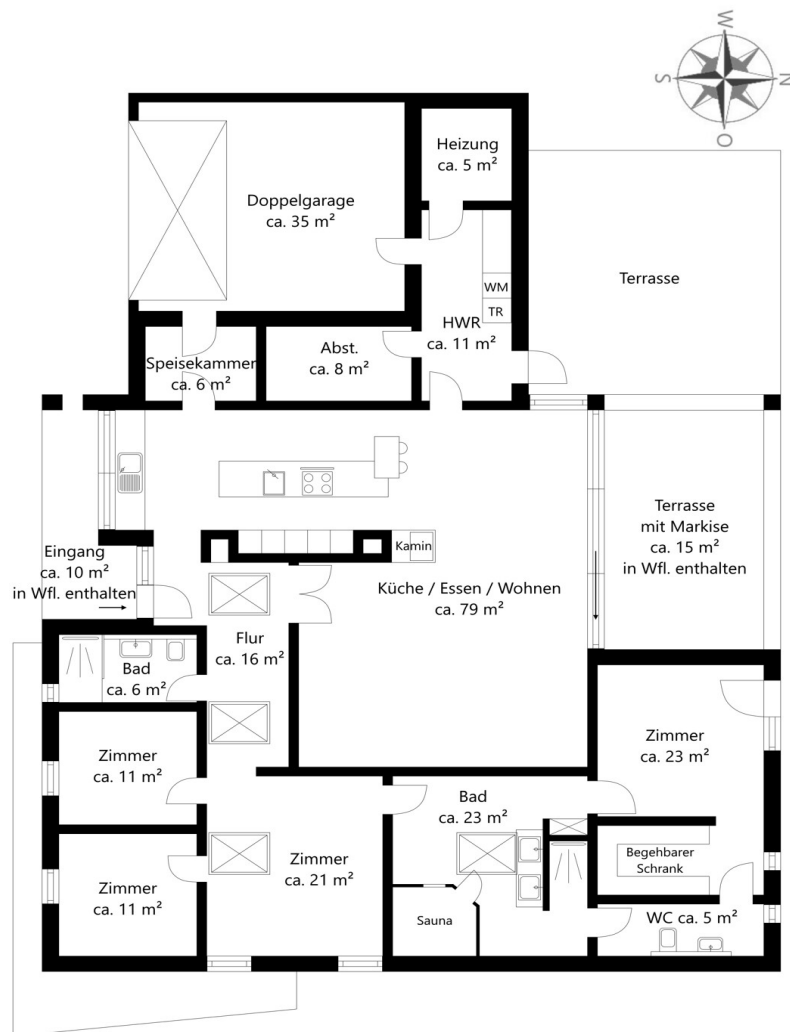 W
S
N
O
Heizung
ca. 5 m²
Doppelgarage
ca. 35 m²
Terrasse
WM
TR
HWR
ca. 11 m²
Speisekammer
ca. 6 m²
Abst.
ca. 8 m²
Eingang
ca. 10 m²
in Wfl. enthalten
Kamin
Terrasse
mit Markise
ca. 15 m²
in Wfl. enthalten
Küche / Essen / Wohnen
ca. 79 m²
Flur
ca. 16 m²
Bad
ca. 6 m²
Zimmer
ca. 11 m²
Zimmer
ca. 23 m²
Bad
ca. 23 m²
Zimmer
ca. 11 m²
Zimmer
ca. 21 m²
Begehbarer
Schrank
Sauna
WC ca. 5 m²